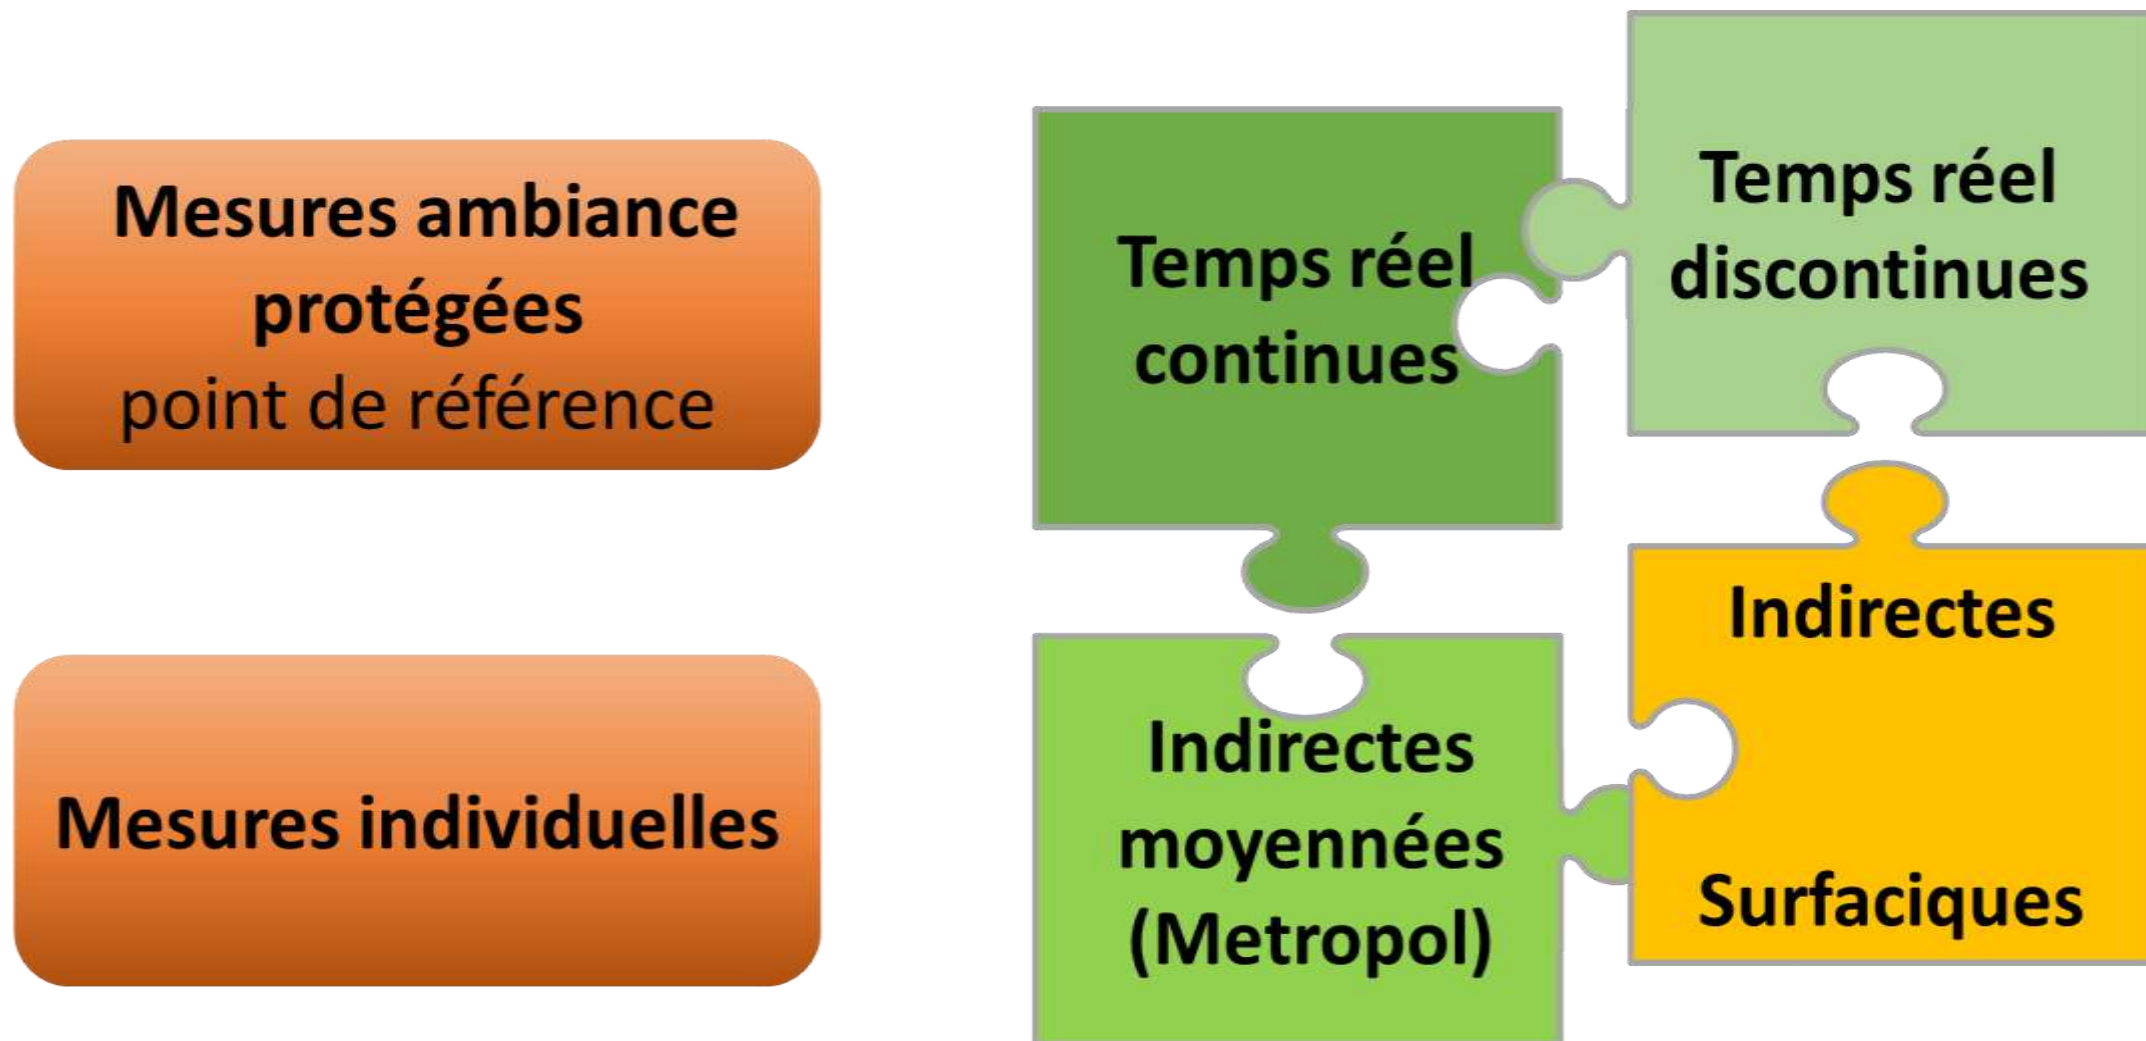 Mesures ambiance
protégées
point de référence
Mesures individuelles
Temps réel
continues
Temps réel
discontinues
Indirectes
moyennées
(Metropol)
Indirectes
Surfaciques